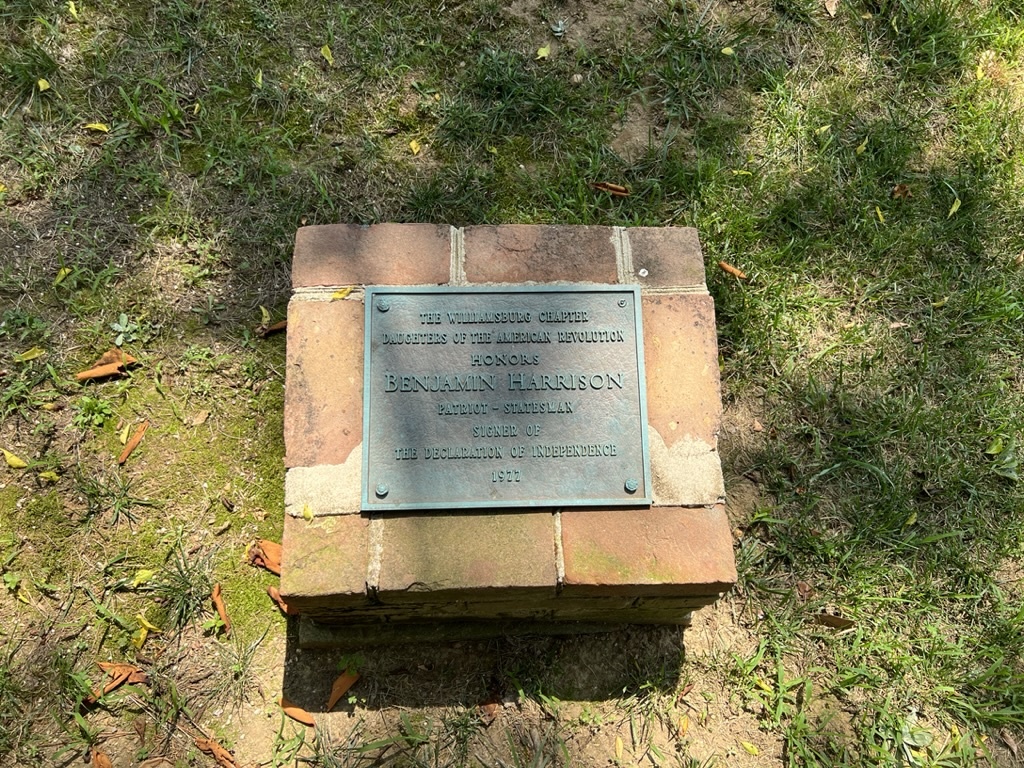 THE WILLIAMSBURG CHAPTER
DAUGHTERS OF THE AMERICAN REVOLUTION
HONORS
BENJAMIN HARRISON
PATRIOT - STATESMAN
SIGNER OF
THE DECLARATION OF INDEPENDENCE
1977